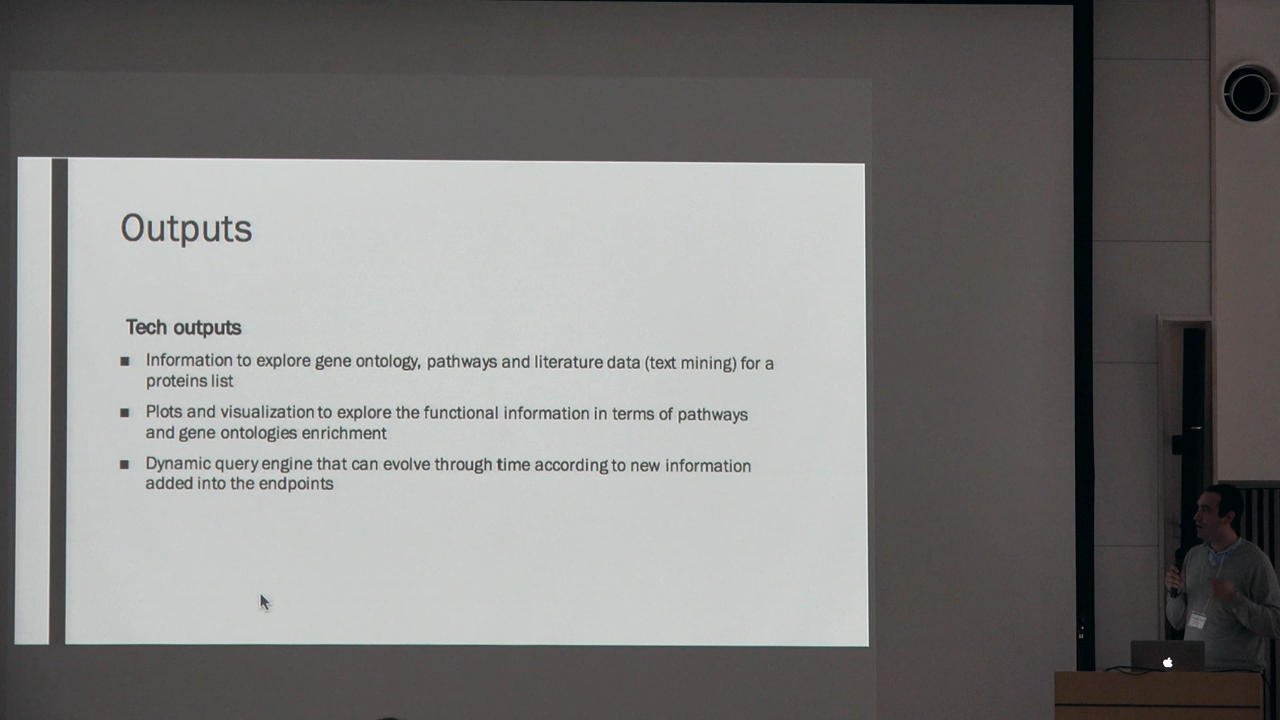 Outputs
Tech outputs
Information to explore gene ontology, pathways and literature data (text mining) for a
proteins list
Plots and visualization to explore the functional information in terms of pathways
and gene ontologies enrichment
Dynamic query engine that can evolve through time according to new information
added into the endpoints